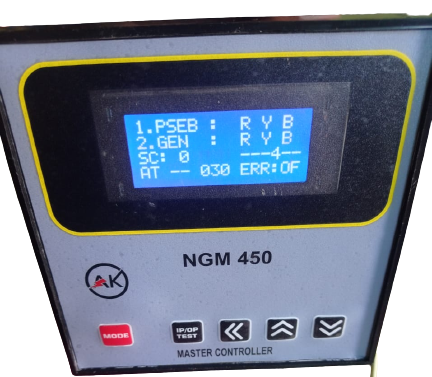 1.PSEB : R Y B
2.GEN : R Y B
SC: 0 ---4--
AT -- 030 ERR:OF
NGM 450
AK
MODE
IP/OP
TEST
MASTER CONTROLLER